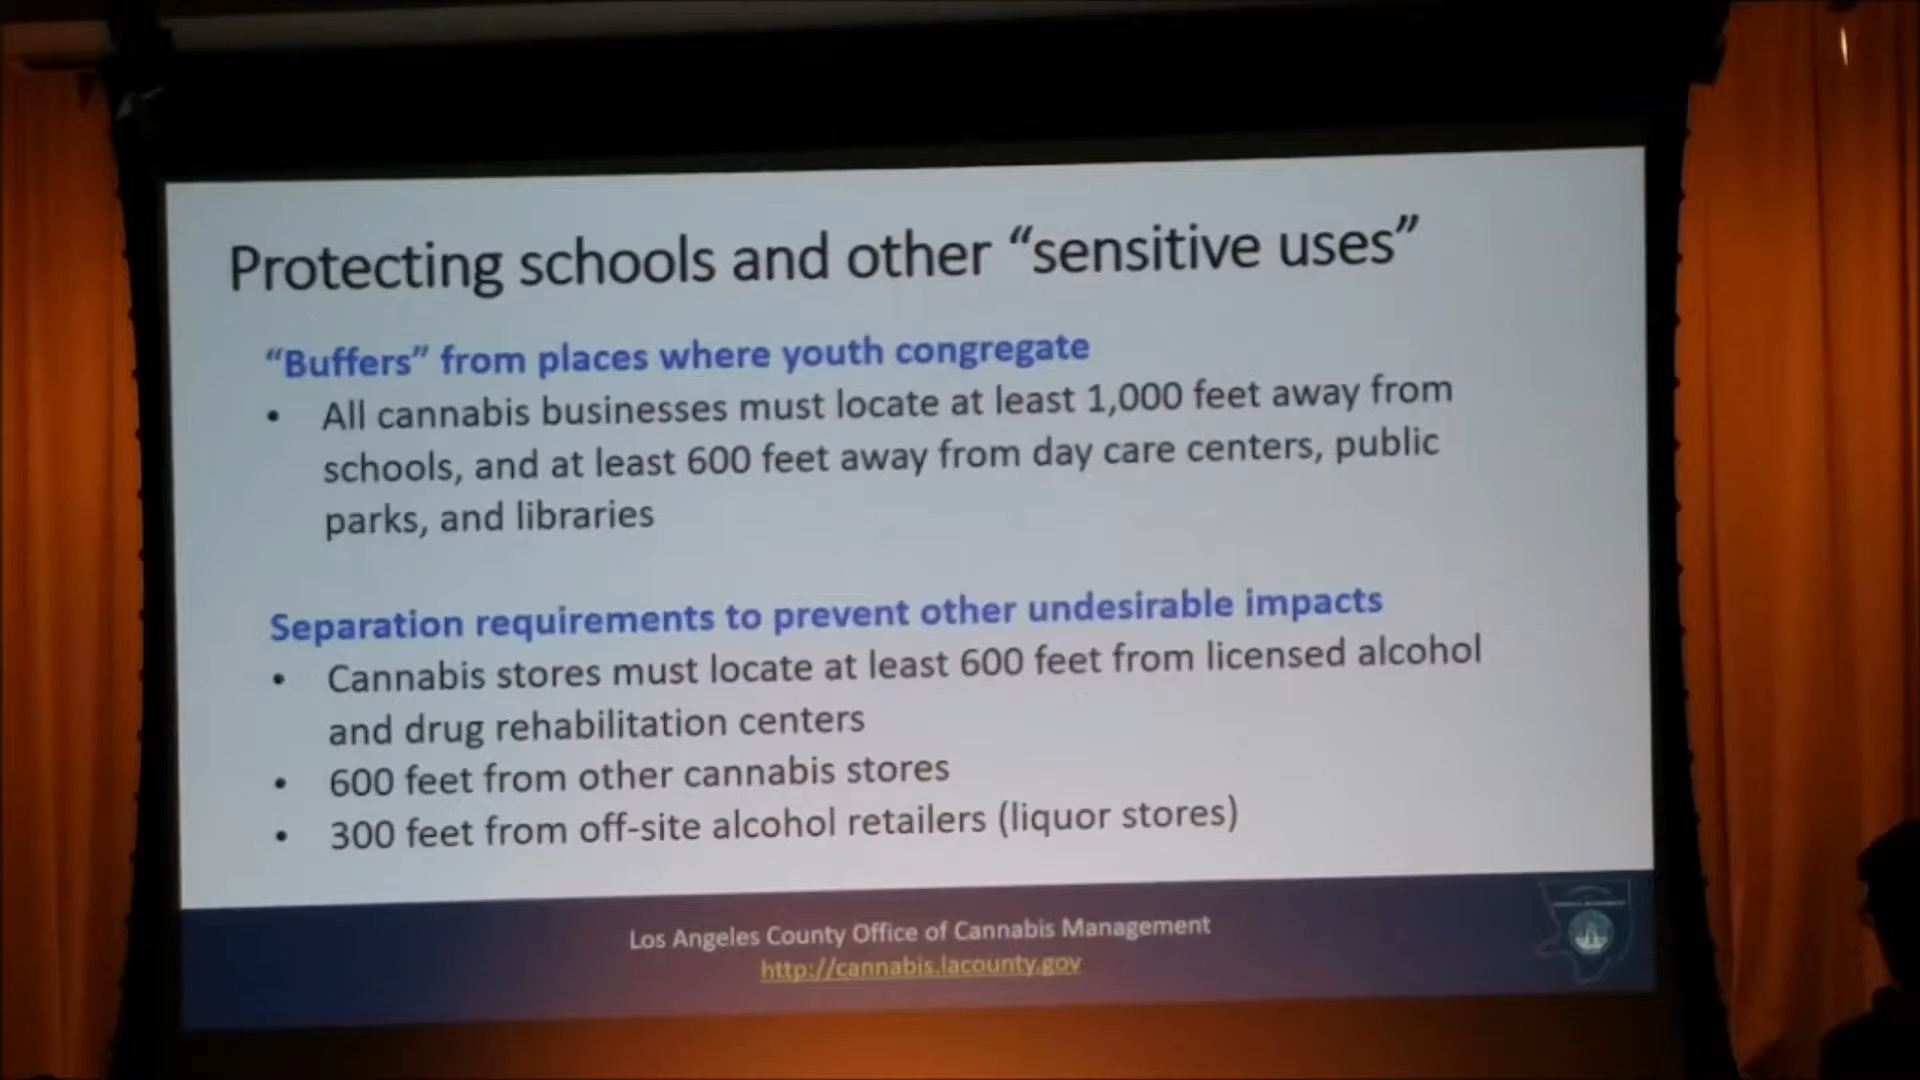 Protecting schools and other “sensitive uses”
“Buffers” from places where youth congregate
• All cannabis businesses must locate at least 1,000 feet away from
schools, and at least 600 feet away from day care centers, public
parks, and libraries
Separation requirements to prevent other undesirable impacts
• Cannabis stores must locate at least 600 feet from licensed alcohol
and drug rehabilitation centers
• 600 feet from other cannabis stores
• 300 feet from off-site alcohol retailers (liquor stores)
Los Angeles County Office of Cannabis Management
http://cannabis.lacounty.gov